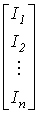 I₁
I₂
⋮
Iₙ